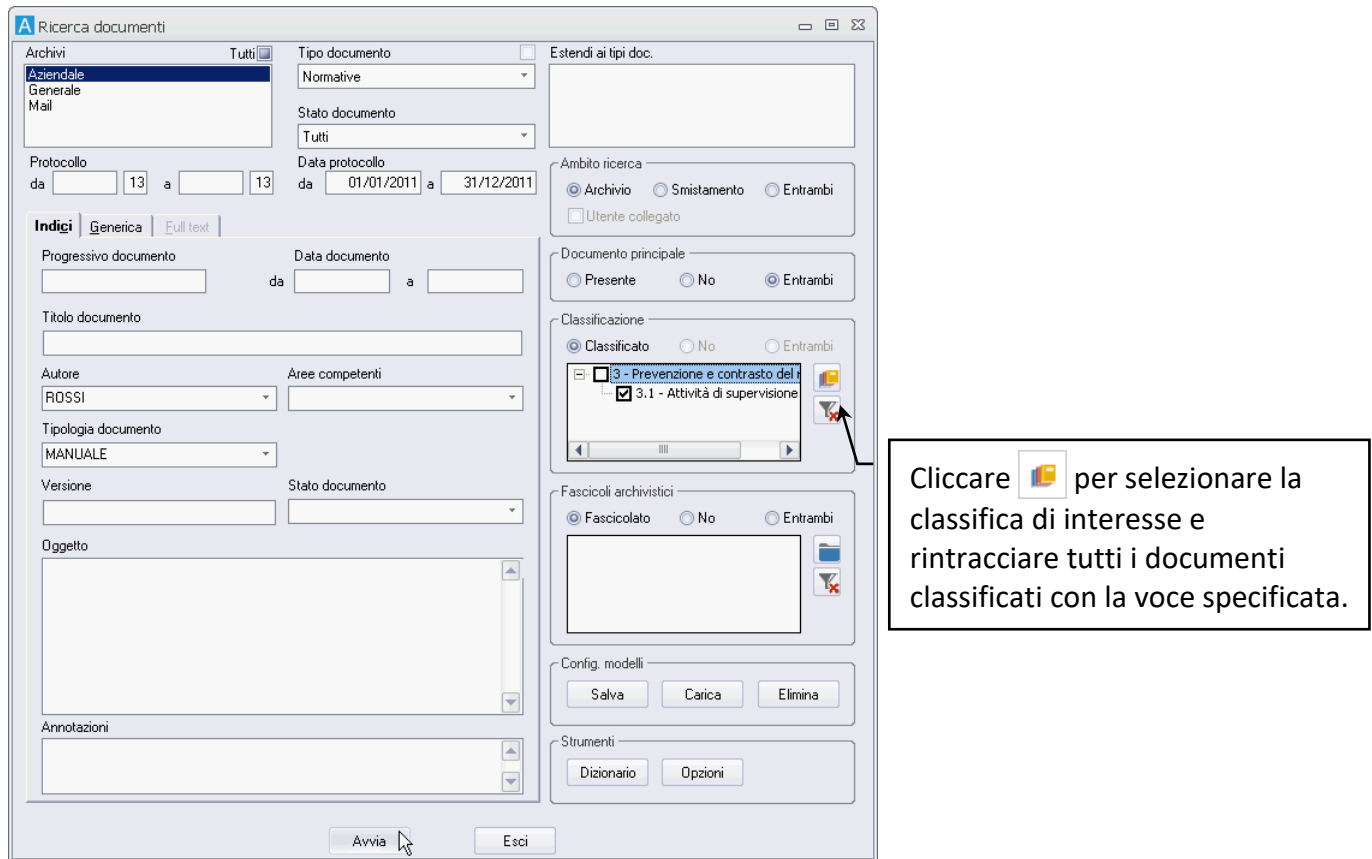 Ricerca documenti
Archivi Tutti
Aziendale
Generale
Mail
Tipo documento
Normative
Stato documento
Tutti
Estendi ai tipi doc.
Protocollo
da 13 a 13
Data protocollo
da 01/01/2011 a 31/12/2011
Ambito ricerca
Archivio Smistamento Entrambi
Utente collegato
Indici Generica Full text
Progressivo documento
Data documento
da a
Titolo documento
Autore
ROSSI
Aree competenti
Tipologia documento
MANUALE
Versione
Stato documento
Oggetto
Annotazioni
Documento principale
Presente No Entrambi
Classificazione
Classificato No Entrambi
3 - Prevenzione e contrasto del r
3.1 - Attività di supervisione
Fascicoli archivistici
Fascicolato No Entrambi
Config. modelli
Salva Carica Elimina
Strumenti
Dizionario Opzioni
Avvia Esci
Cliccare per selezionare la
classifica di interesse e
rintracciare tutti i documenti
classificati con la voce specificata.